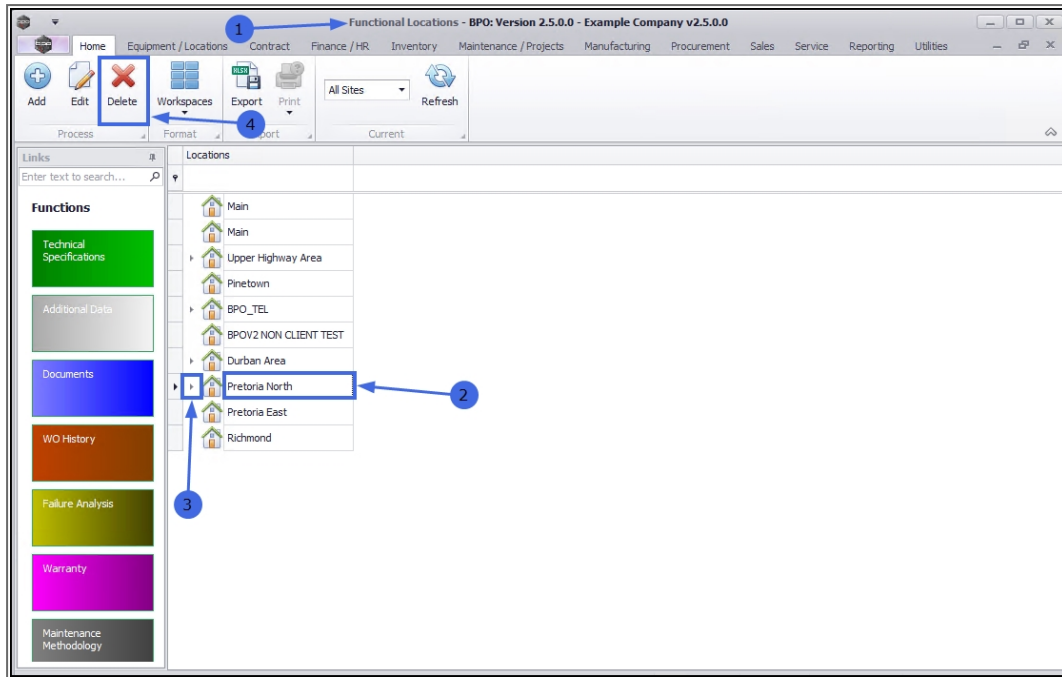 Functional Locations - BPO: Version 2.5.0.0 - Example Company v2.5.0.0
1
Home Equipment / Locations Contract Finance / HR Inventory Maintenance / Projects Manufacturing Procurement Sales Service Reporting Utilities
XLSX
Add Edit Delete Workspaces Export Print All Sites Refresh
4
Process Format Current
Links
Enter text to search...
Functions
Technical
Specifications
Additional Data
Documents
WO History
Failure Analysis
Warranty
Maintenance
Methodology
Locations
Main
Main
Upper Highway Area
Pinetown
BPO_TEL
BPOV2 NON CLIENT TEST
Durban Area
Pretoria North
2
Pretoria East
Richmond
3